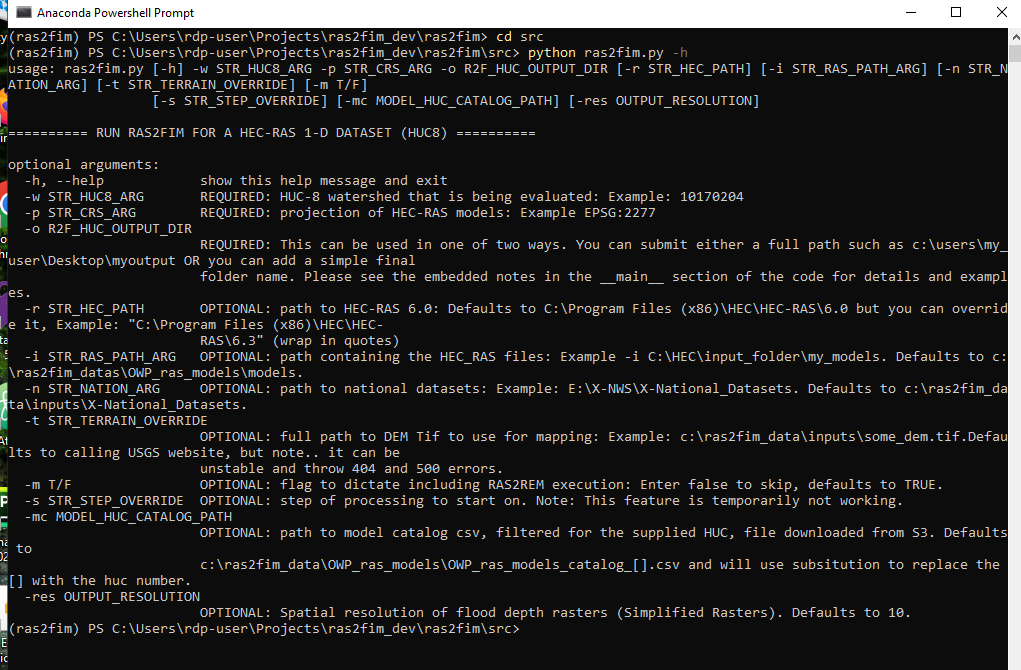 Anaconda Powershell Prompt
(ras2fim) PS C:\Users\rdp-user\Projects\ras2fim_dev\ras2fim> cd src
(ras2fim) PS C:\Users\rdp-user\Projects\ras2fim_dev\ras2fim\src> python ras2fim.py -h
usage: ras2fim.py [-h] -w STR_HUC8_ARG -p STR_CRS_ARG -o R2F_HUC_OUTPUT_DIR [-r STR_HEC_PATH] [-i STR_RAS_PATH_ARG] [-n STR_N
ATION_ARG] [-t STR_TERRAIN_OVERRIDE] [-m T/F]
[-s STR_STEP_OVERRIDE] [-mc MODEL_HUC_CATALOG_PATH] [-res OUTPUT_RESOLUTION]
========== RUN RAS2FIM FOR A HEC-RAS 1-D DATASET (HUC8) ==========
optional arguments:
-h, --help show this help message and exit
-w STR_HUC8_ARG REQUIRED: HUC-8 watershed that is being evaluated: Example: 10170204
-p STR_CRS_ARG REQUIRED: projection of HEC-RAS models: Example EPSG:2277
-o R2F_HUC_OUTPUT_DIR
REQUIRED: This can be used in one of two ways. You can submit either a full path such as c:\users\my_
user\Desktop\myoutput OR you can add a simple final
folder name. Please see the embedded notes in the __main__ section of the code for details and exampl
es.
-r STR_HEC_PATH OPTIONAL: path to HEC-RAS 6.0: Defaults to C:\Program Files (x86)\HEC\HEC-RAS\6.0 but you can overrid
e it, Example: "C:\Program Files (x86)\HEC\HEC-
RAS\6.3" (wrap in quotes)
-i STR_RAS_PATH_ARG OPTIONAL: path containing the HEC_RAS files: Example -i C:\HEC\input_folder\my_models. Defaults to c:
\ras2fim_datas\OWP_ras_models\models.
-n STR_NATION_ARG OPTIONAL: path to national datasets: Example: E:\X-NWS\X-National_Datasets. Defaults to c:\ras2fim_da
ta\inputs\X-National_Datasets.
-t STR_TERRAIN_OVERRIDE
OPTIONAL: full path to DEM Tif to use for mapping: Example: c:\ras2fim_data\inputs\some_dem.tif.Defau
lts to calling USGS website, but note.. it can be
unstable and throw 404 and 500 errors.
-m T/F OPTIONAL: flag to dictate including RAS2REM execution: Enter false to skip, defaults to TRUE.
-s STR_STEP_OVERRIDE OPTIONAL: step of processing to start on. Note: This feature is temporarily not working.
-mc MODEL_HUC_CATALOG_PATH
OPTIONAL: path to model catalog csv, filtered for the supplied HUC, file downloaded from S3. Defaults
to
c:\ras2fim_data\OWP_ras_models\OWP_ras_models_catalog_[].csv and will use subsitution to replace the
[] with the huc number.
-res OUTPUT_RESOLUTION
OPTIONAL: Spatial resolution of flood depth rasters (Simplified Rasters). Defaults to 10.
(ras2fim) PS C:\Users\rdp-user\Projects\ras2fim_dev\ras2fim\src>